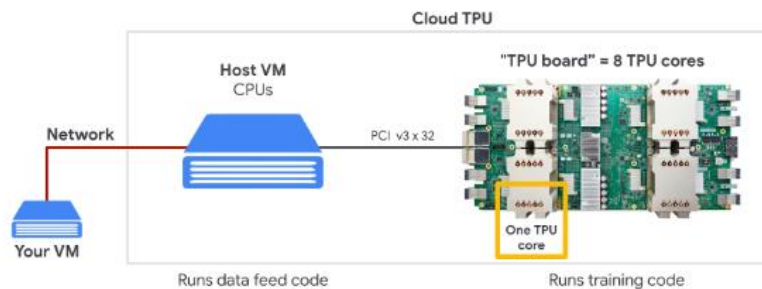 Cloud TPU
Host VM
CPUs
"TPU board" = 8 TPU cores
Network
PCI v3 x 32
One TPU
core
Your VM
Runs data feed code
Runs training code